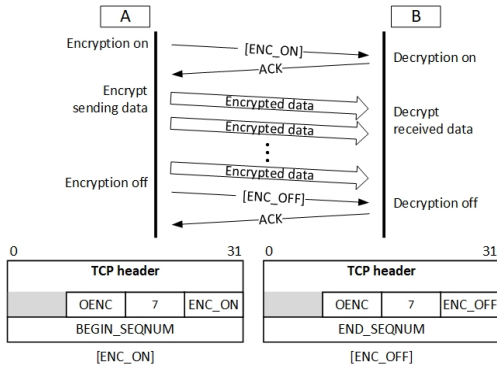 A B
Encryption on [ENC_ON] Decryption on
ACK
Encrypt
sending data
Encrypted data
Decrypt
received data
Encrypted data
Encrypted data
Encryption off [ENC_OFF] Decryption off
ACK
0 31 0 31
TCP header TCP header
OENC 7 ENC_ON OENC 7 ENC_OFF
BEGIN_SEQNUM END_SEQNUM
[ENC_ON] [ENC_OFF]